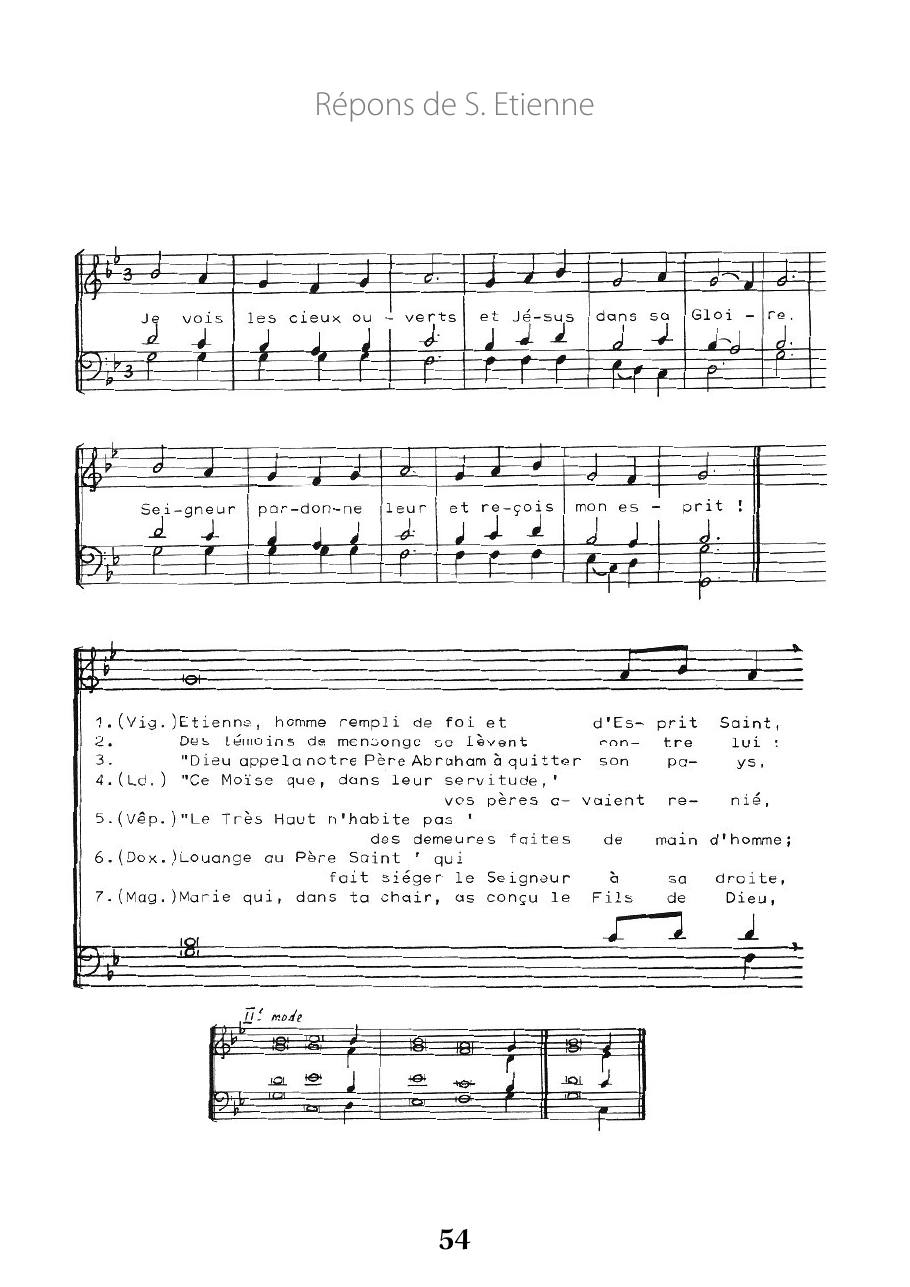 Répons de S. Etienne
3
Je vois les cieux ou - verts et Jé-sus dans sa Gloi - re.
3
Sei-gneur par-don-ne leur et re-çois mon es - prit !
1.(Vig.)Etienne, homme rempli de foi et d'Es- prit Saint,
2. Des témoins de mensonge se lèvent con- tre lui :
3. "Dieu appela notre Père Abraham à quitter son pa- ys,
4.(Ld.) "Ce Moïse que, dans leur servitude,'
vos pères a- vaient re- nié,
5.(Vêp.)"Le Très Haut n'habite pas '
des demeures faites de main d'homme;
6.(Dox.)Louange au Père Saint ' qui
fait siéger le Seigneur à sa droite,
7.(Mag.)Marie qui, dans ta chair, as conçu le Fils de Dieu,
IIe mode
54